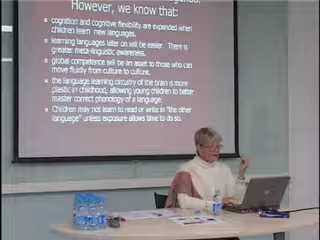 However, we know that:
cognition and cognitive flexibility are expanded when
children learn new languages.
learning languages later on will be easier. There is
greater meta-linguistic awareness.
global competence will be an asset to those who can
move fluidly from culture to culture.
the language learning circuitry of the brain is more
plastic in childhood, allowing young children to better
master correct phonology of a language.
Children may not learn to read or write in "the other
language" unless exposure allows time to do so.